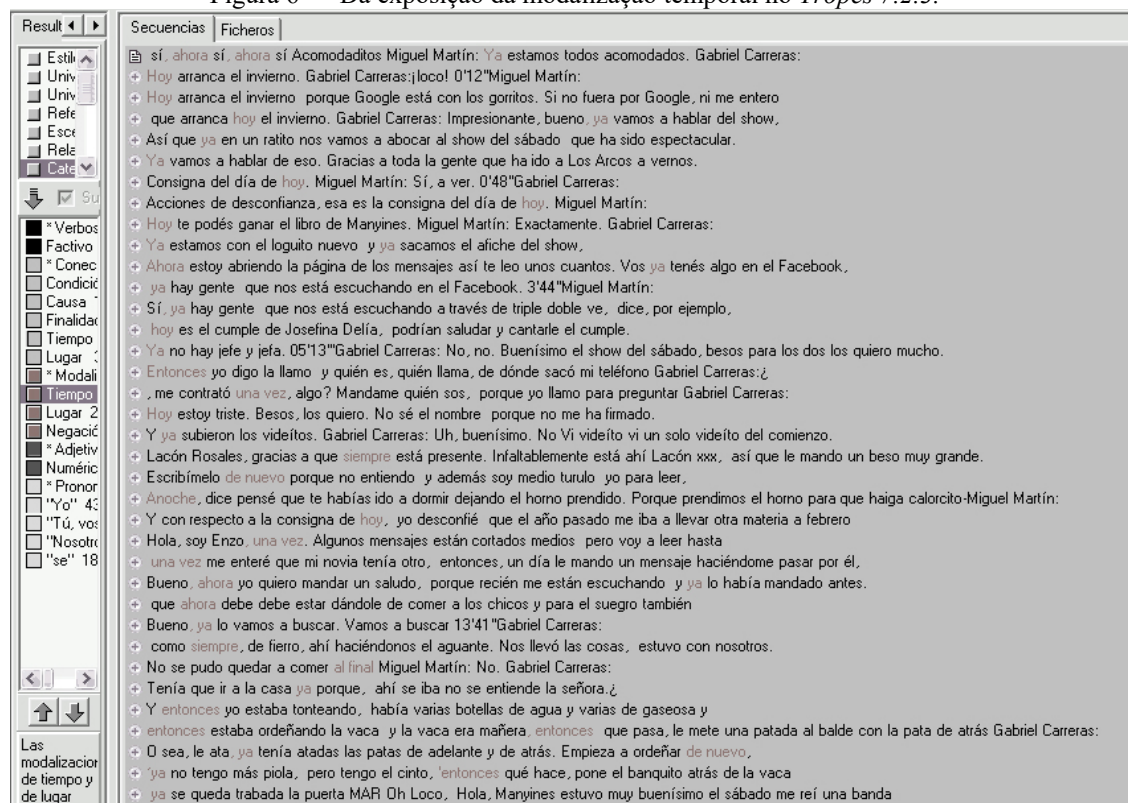 Figura 6 – Da exposição da modalização temporal no Tropes 7.2.3.
Result
Secuencias
Ficheros
Estil
Univ
Univ
Refe
Esce
Rela
Cate
Su
* Verbos
Factivo
* Conec
Condició
Causa
Finalidad
Tiempo
Lugar
* Modali
Tiempo
Lugar 2
Negació
* Adjetiv
Numéric
* Pronor
"Yo" 43
"Tú, vos
"Nosotro
"se" 18
Las
modalizacion
de tiempo y
de lugar
sí, ahora sí, ahora sí Acomodaditos Miguel Martín: Ya estamos todos acomodados. Gabriel Carreras:
Hoy arranca el invierno. Gabriel Carreras:¡loco! 0'12"Miguel Martín:
Hoy arranca el invierno porque Google está con los gorritos. Si no fuera por Google, ni me entero
que arranca hoy el invierno. Gabriel Carreras: Impresionante, bueno, ya vamos a hablar del show,
Así que ya en un ratito nos vamos a abocar al show del sábado que ha sido espectacular.
Ya vamos a hablar de eso. Gracias a toda la gente que ha ido a Los Arcos a vernos.
Consigna del día de hoy. Miguel Martín: Sí, a ver. 0'48"Gabriel Carreras:
Acciones de desconfianza, esa es la consigna del día de hoy. Miguel Martín:
Hoy te podés ganar el libro de Manyines. Miguel Martín: Exactamente. Gabriel Carreras:
Ya estamos con el loguito nuevo y ya sacamos el afiche del show,
Ahora estoy abriendo la página de los mensajes así te leo unos cuantos. Vos ya tenés algo en el Facebook,
ya hay gente que nos está escuchando en el Facebook. 3'44"Miguel Martín:
Sí, ya hay gente que nos está escuchando a través de triple doble ve, dice, por ejemplo,
hoy es el cumple de Josefina Delía, podrían saludar y cantarle el cumple.
Ya no hay jefe y jefa. 05'13'"Gabriel Carreras: No, no. Buenísimo el show del sábado, besos para los dos los quiero mucho.
Entonces yo digo la llamo y quién es, quién llama, de dónde sacó mi teléfono Gabriel Carreras:¿
, me contrató una vez, algo? Mandame quién sos, porque yo llamo para preguntar Gabriel Carreras:
Hoy estoy triste. Besos, los quiero. No sé el nombre porque no me ha firmado.
Y ya subieron los videítos. Gabriel Carreras: Uh, buenísimo. No Vi videíto vi un solo videíto del comienzo.
Lacón Rosales, gracias a que siempre está presente. Infaltablemente está ahí Lacón xxx, así que le mando un beso muy grande.
Escribímelo de nuevo porque no entiendo y además soy medio turulo yo para leer,
Anoche, dice pensé que te habías ido a dormir dejando el horno prendido. Porque prendimos el horno para que haiga calorcito-Miguel Martín:
Y con respecto a la consigna de hoy, yo desconfié que el año pasado me iba a llevar otra materia a febrero
Hola, soy Enzo, una vez. Algunos mensajes están cortados medios pero voy a leer hasta
una vez me enteré que mi novia tenía otro, entonces, un día le mando un mensaje haciéndome pasar por él,
Bueno, ahora yo quiero mandar un saludo, porque recién me están escuchando y ya lo había mandado antes.
que ahora debe debe estar dándole de comer a los chicos y para el suegro también
Bueno, ya lo vamos a buscar. Vamos a buscar 13'41"Gabriel Carreras:
como siempre, de fierro, ahí haciéndonos el aguante. Nos llevó las cosas, estuvo con nosotros.
No se pudo quedar a comer al final Miguel Martín: No. Gabriel Carreras:
Tenía que ir a la casa ya porque, ahí se iba no se entiende la señora.¿
Y entonces yo estaba tonteando, había varias botellas de agua y varias de gaseosa y
entonces estaba ordeñando la vaca y la vaca era mañera, entonces que pasa, le mete una patada al balde con la pata de atrás Gabriel Carreras:
O sea, le ata, ya tenía atadas las patas de adelante y de atrás. Empieza a ordeñar de nuevo,
'ya no tengo más piola, pero tengo el cinto, 'entonces qué hace, pone el banquito atrás de la vaca
ya se queda trabada la puerta MAR Oh Loco, Hola, Manyines estuvo muy buenísimo el sábado me reí una banda